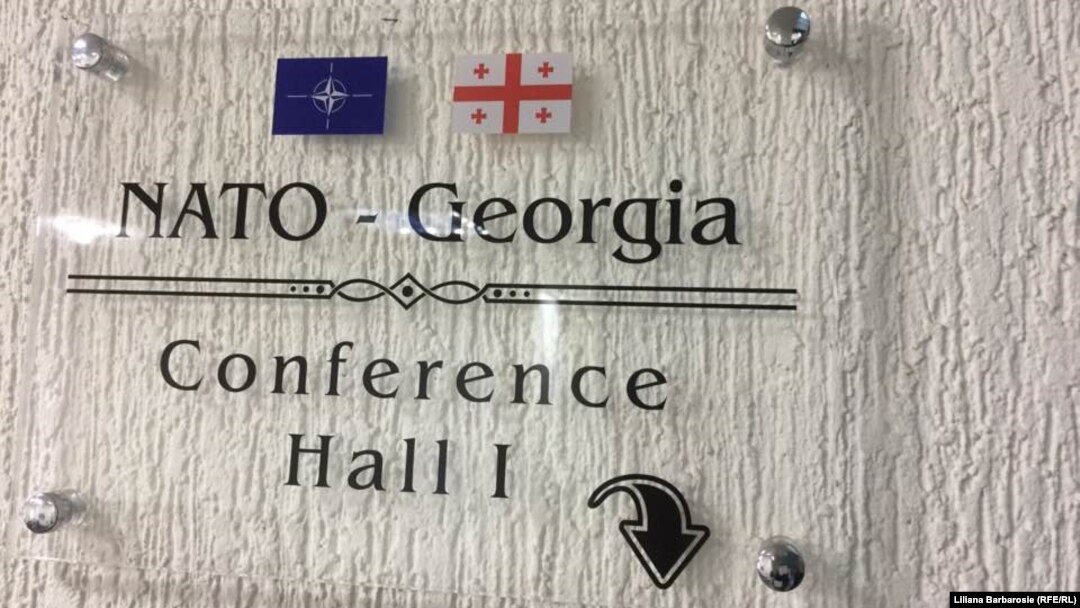 NATO - Georgia
Conference
Hall I
Liliana Barbarosie (RFE/RL)